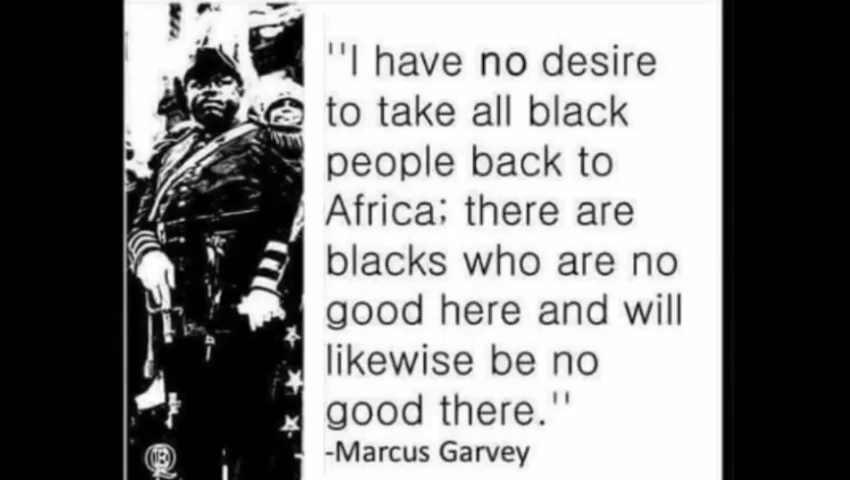 "I have no desire
to take all black
people back to
Africa; there are
blacks who are no
good here and will
likewise be no
good there."
-Marcus Garvey